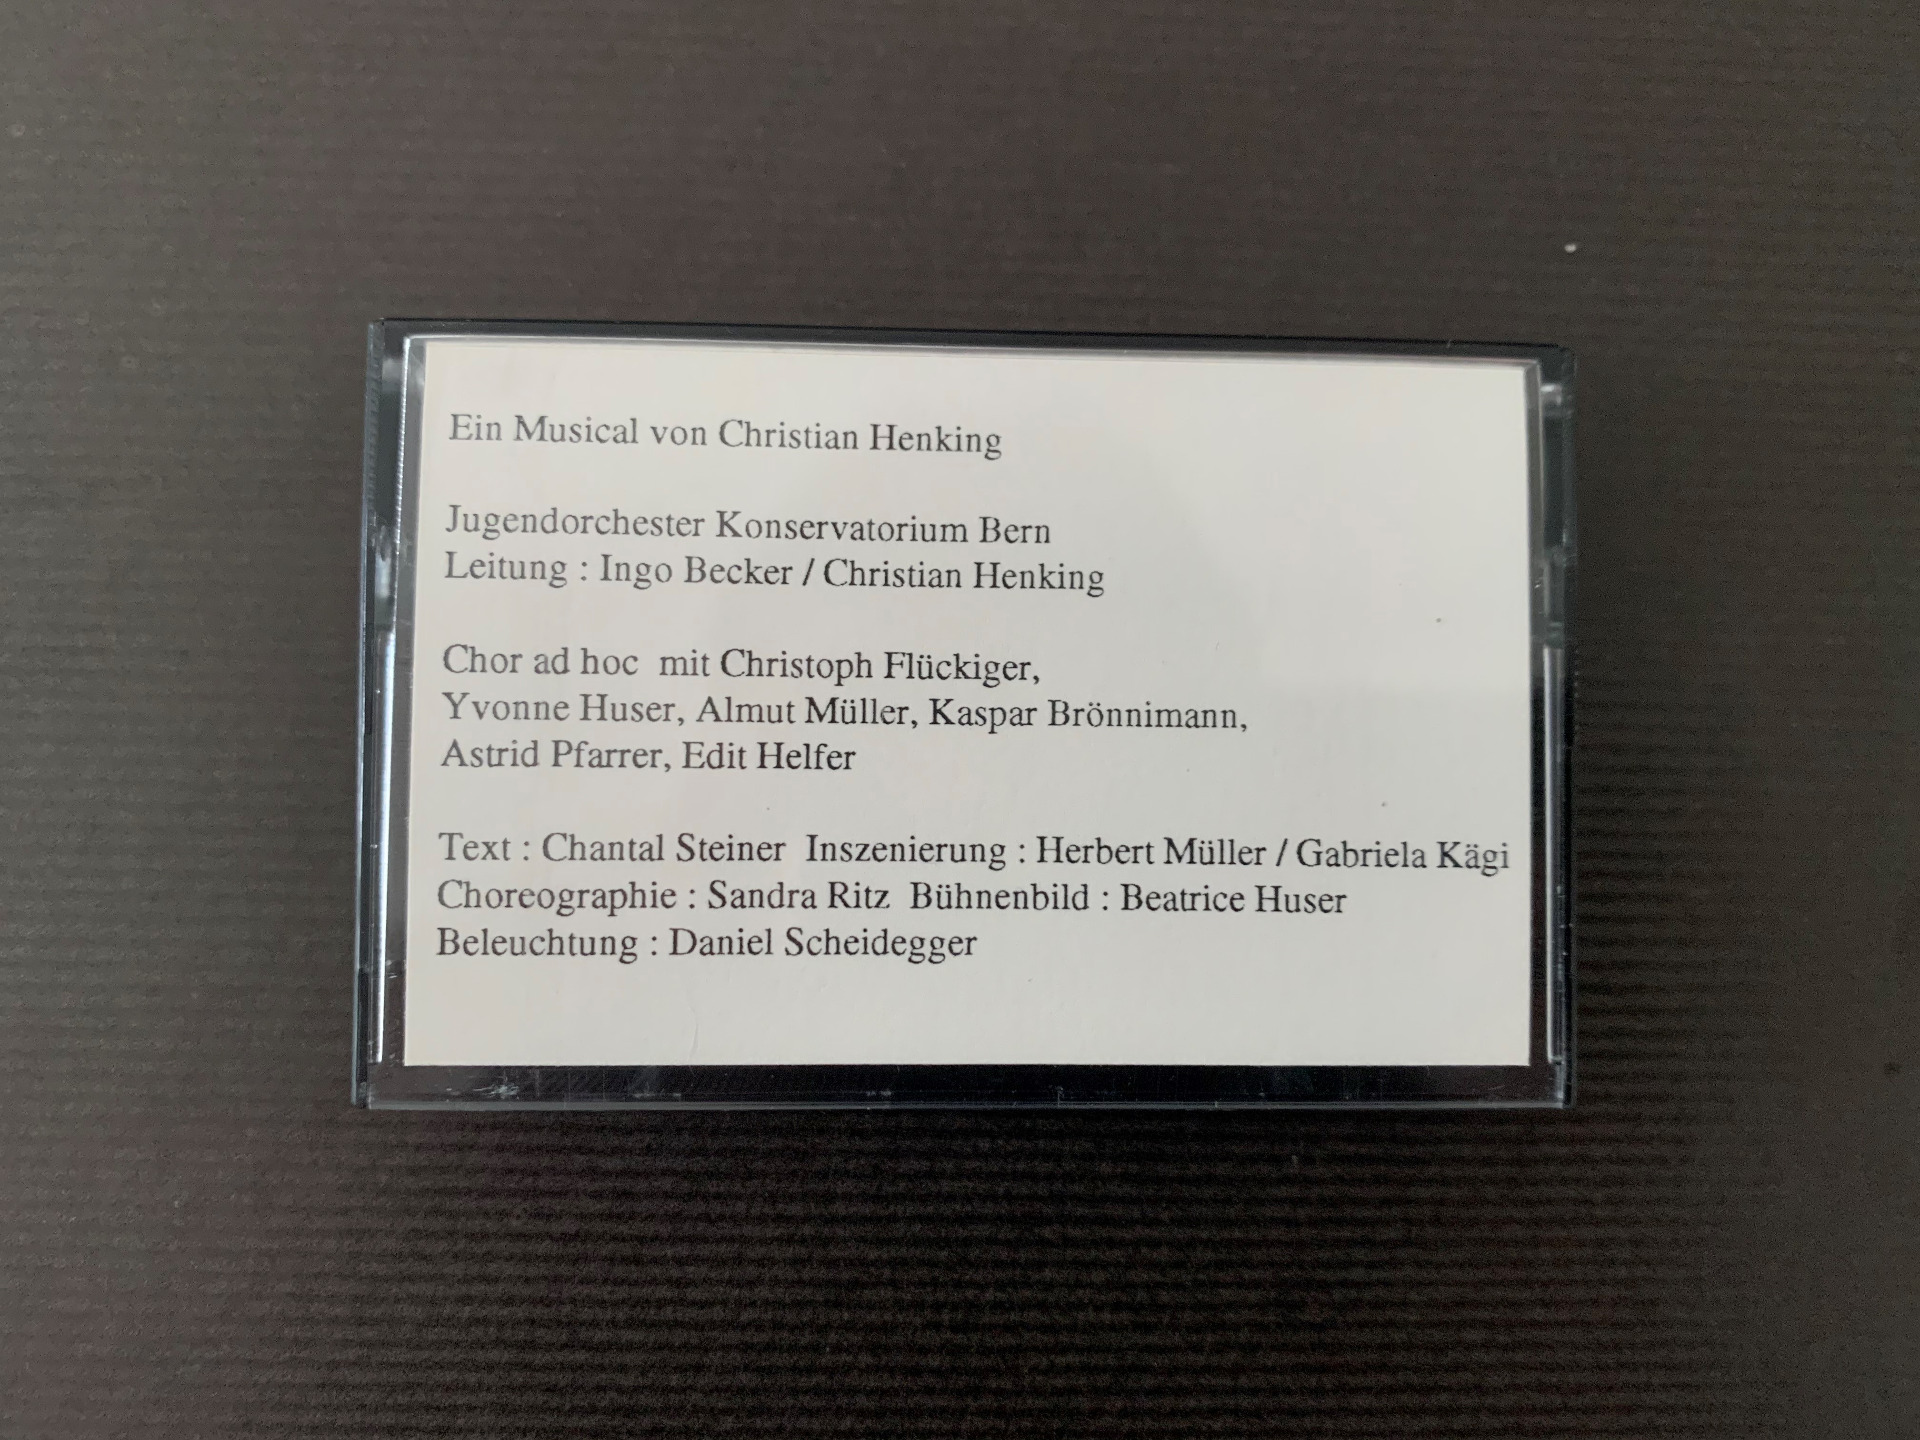 Ein Musical von Christian Henking
Jugendorchester Konservatorium Bern
Leitung : Ingo Becker / Christian Henking
Chor ad hoc  mit Christoph Flückiger,
Yvonne Huser, Almut Müller, Kaspar Brönnimann,
Astrid Pfarrer, Edit Helfer
Text : Chantal Steiner  Inszenierung : Herbert Müller / Gabriela Kägi
Choreographie : Sandra Ritz  Bühnenbild : Beatrice Huser
Beleuchtung : Daniel Scheidegger